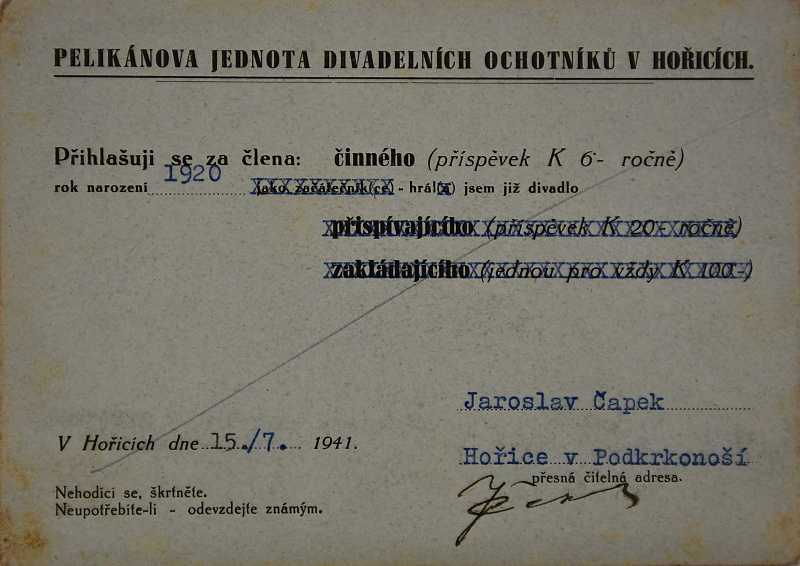 PELIKÁNOVA JEDNOTA DIVADELNÍCH OCHOTNÍKŮ V HOŘICÍCH.
Přihlašuji se za člena: činného (příspěvek K 6·- ročně)
rok narození 1920 jako začátečník(ce) - hrál(a) jsem již divadlo
přispívajícího (příspěvek K 20·- ročně)
zakládajícího (jednou pro vždy K 100·-)
Jaroslav Čapek
V Hořicích dne 15./7. 1941.
Hořice v Podkrkonoší
přesná čitelná adresa.
Nehodící se, škrtněte.
Neupotřebíte-li - odevzdejte známým.